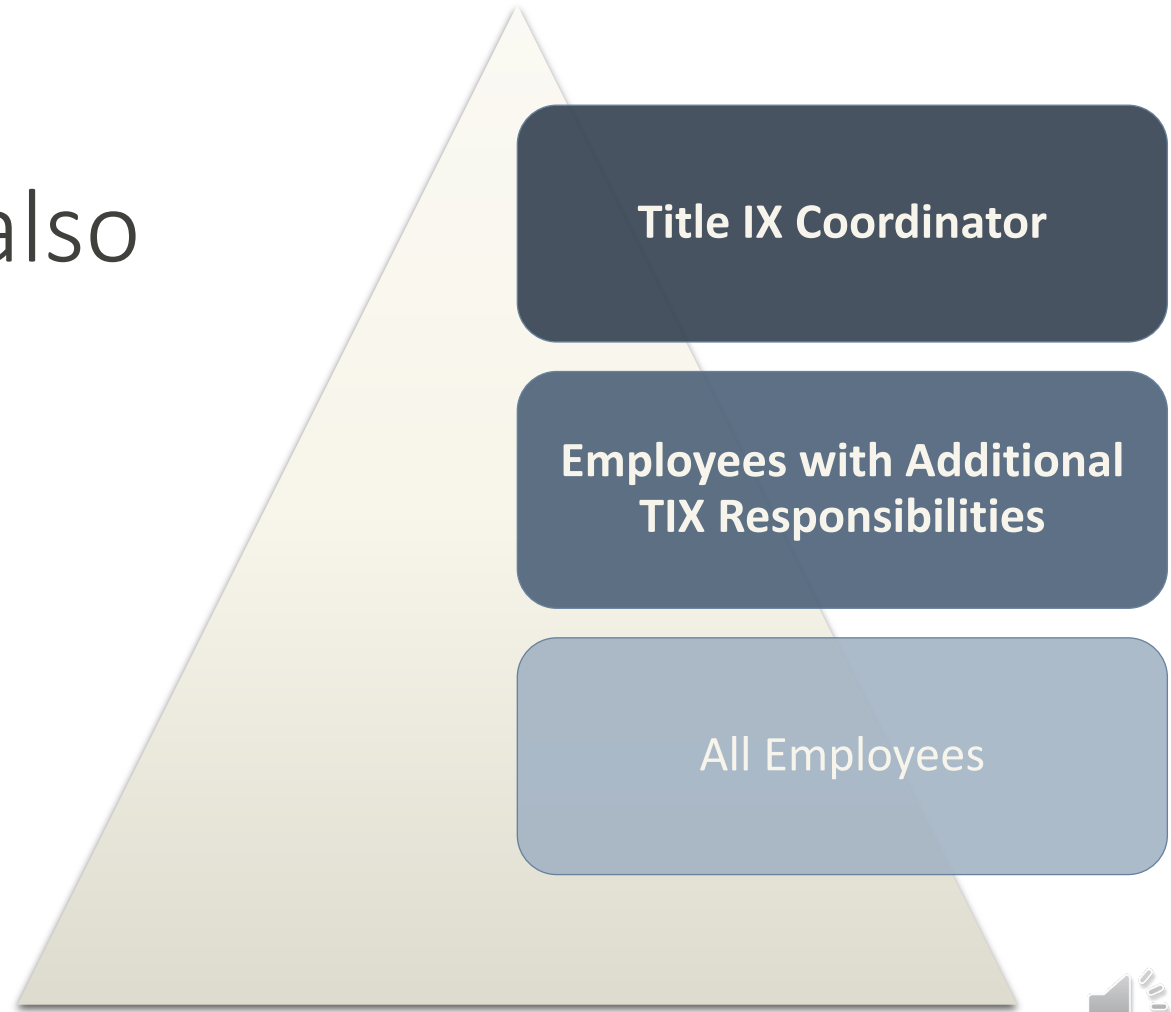 also
Title IX Coordinator
Employees with Additional
TIX Responsibilities
All Employees